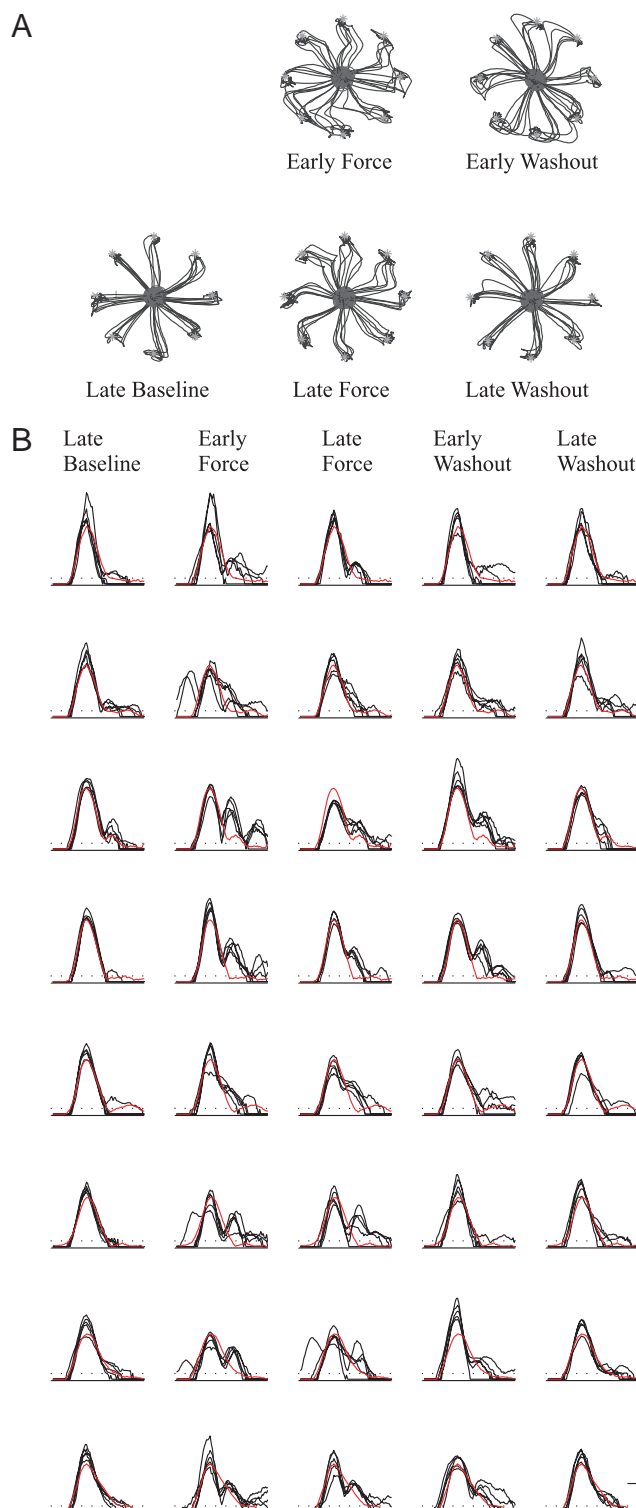 A
Early Force
Early Washout
Late Baseline
Late Force
Late Washout
B
Late
Baseline
Early
Force
Late
Force
Early
Washout
Late
Washout